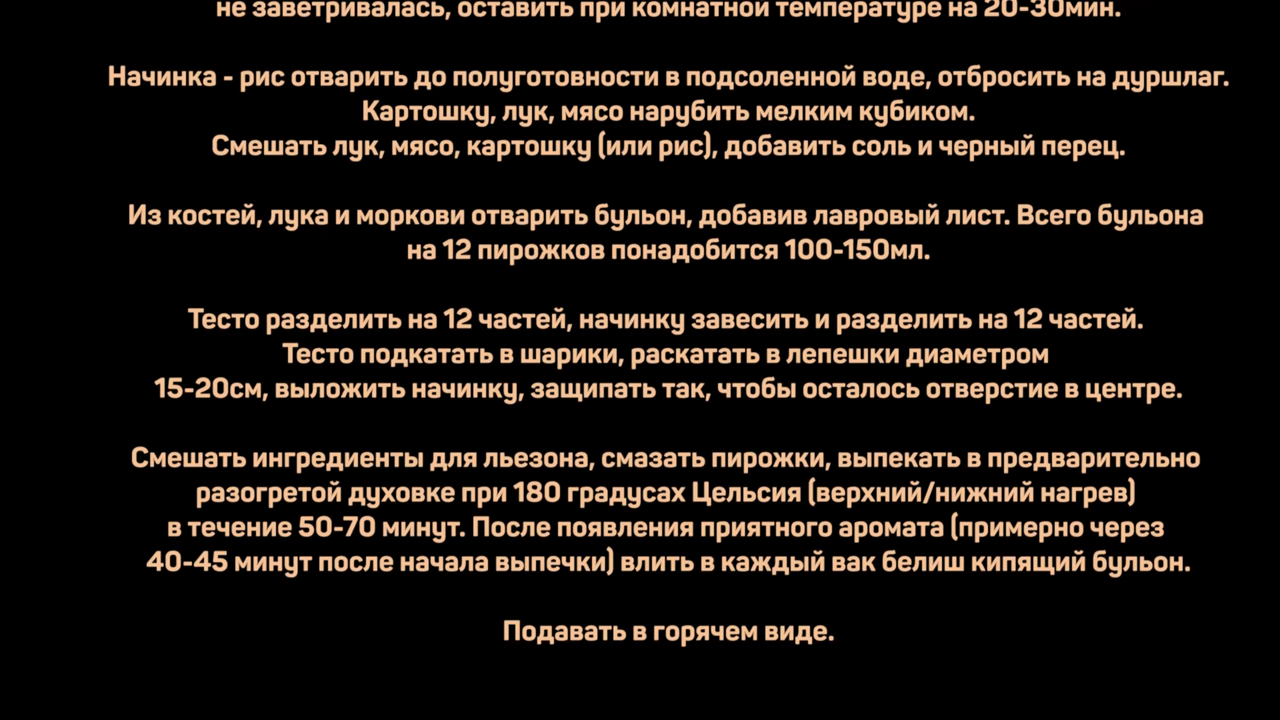 не заветривалась, оставить при комнатной температуре на 20-30мин.
Начинка - рис отварить до полуготовности в подсоленной воде, отбросить на дуршлаг.
Картошку, лук, мясо нарубить мелким кубиком.
Смешать лук, мясо, картошку (или рис), добавить соль и черный перец.
Из костей, лука и моркови отварить бульон, добавив лавровый лист. Всего бульона
на 12 пирожков понадобится 100-150мл.
Тесто разделить на 12 частей, начинку завесить и разделить на 12 частей.
Тесто подкатать в шарики, раскатать в лепешки диаметром
15-20см, выложить начинку, защипать так, чтобы осталось отверстие в центре.
Смешать ингредиенты для льезона, смазать пирожки, выпекать в предварительно
разогретой духовке при 180 градусах Цельсия (верхний/нижний нагрев)
в течение 50-70 минут. После появления приятного аромата (примерно через
40-45 минут после начала выпечки) влить в каждый вак белиш кипящий бульон.
Подавать в горячем виде.